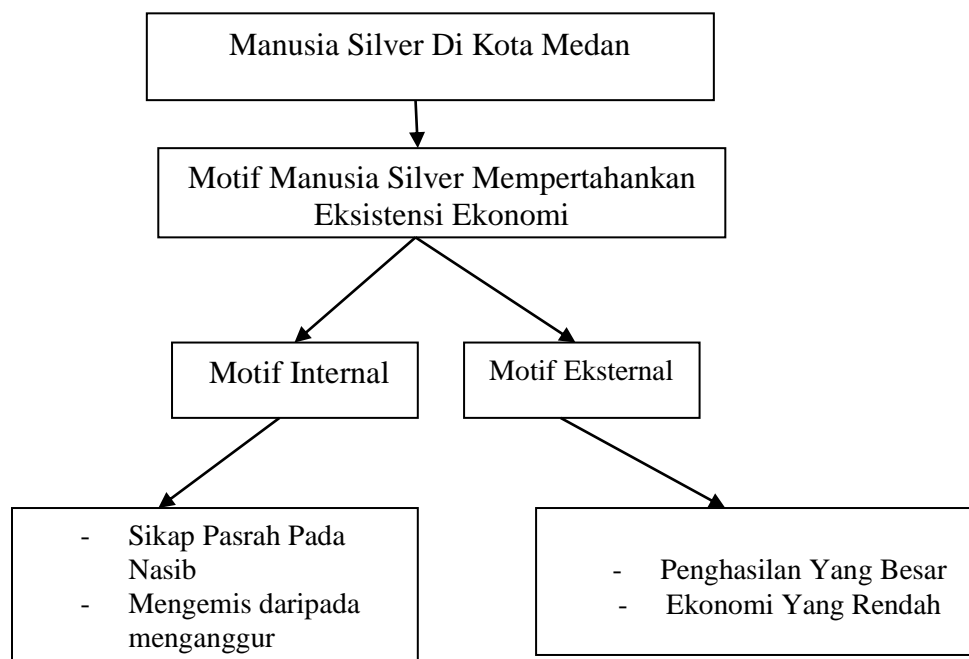 Manusia Silver Di Kota Medan
Motif Manusia Silver Mempertahankan
Eksistensi Ekonomi
Motif Internal
Motif Eksternal
- Sikap Pasrah Pada
Nasib
- Mengemis daripada
menganggur
- Penghasilan Yang Besar
- Ekonomi Yang Rendah